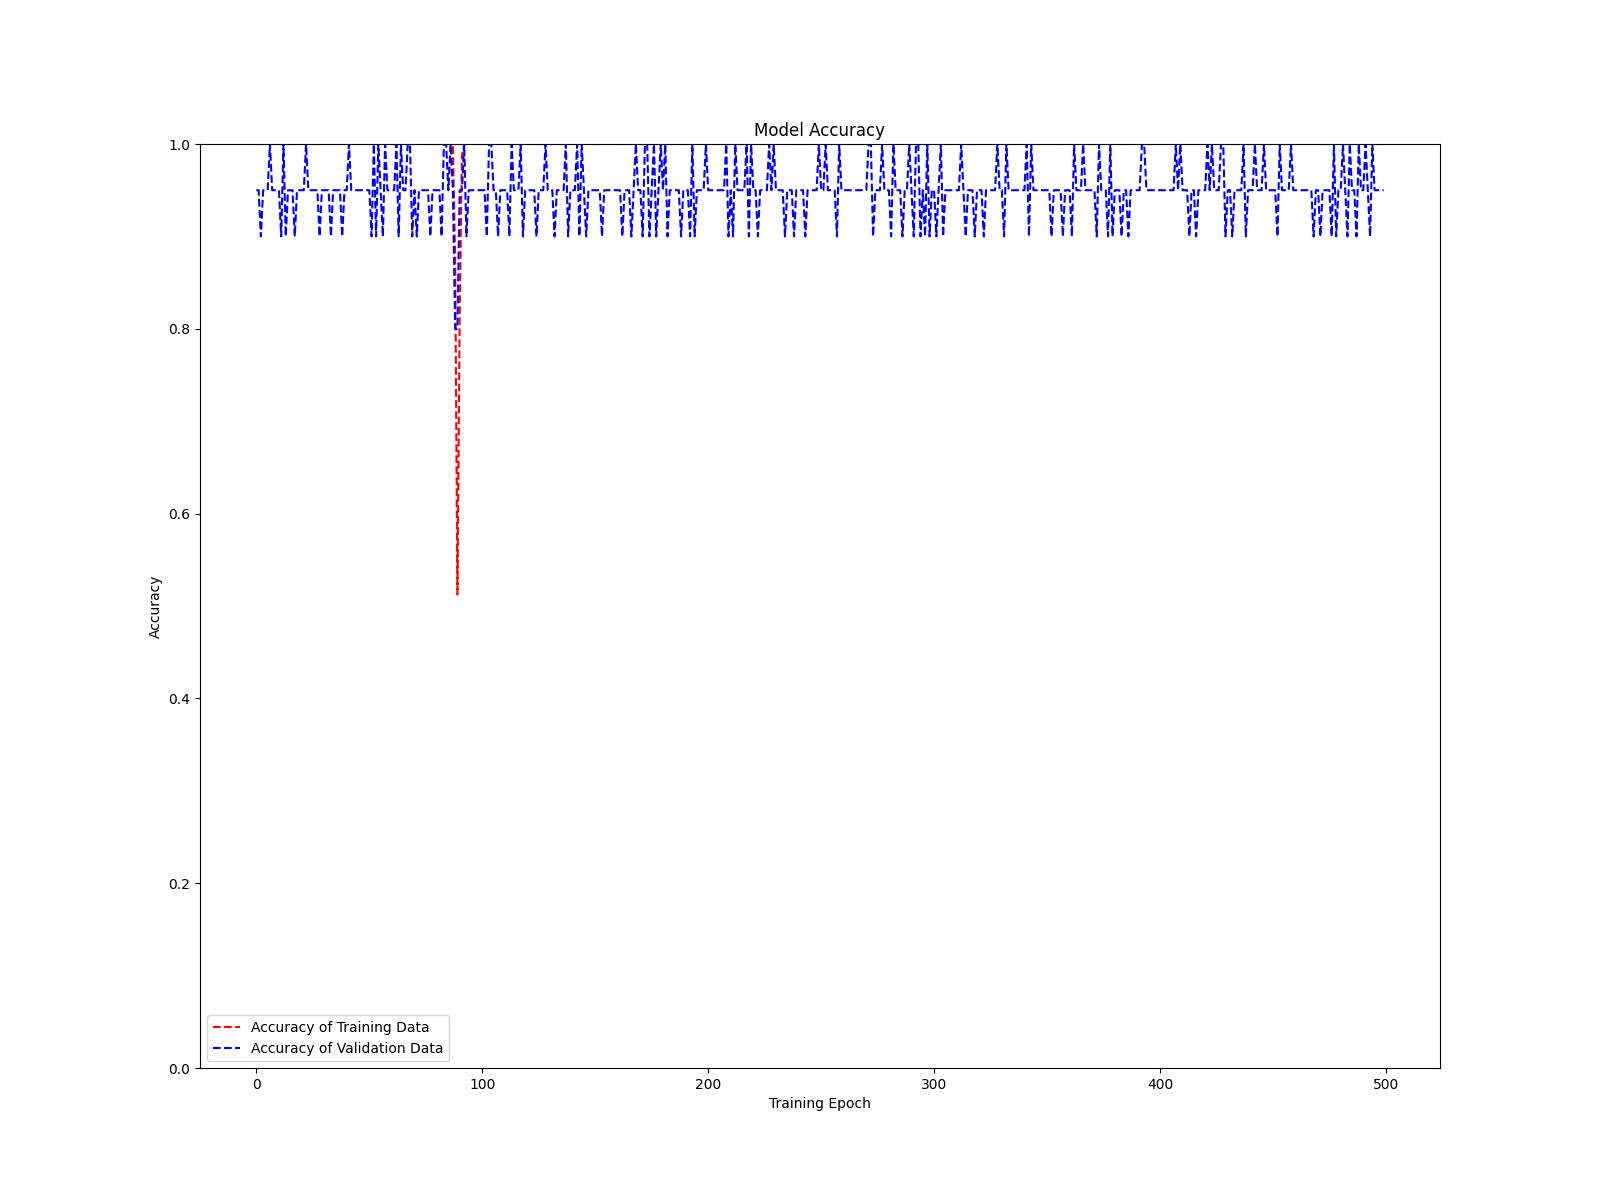 Model Accuracy
1.0
0.8
0.6
0.4
0.2
0.0
Accuracy
Accuracy of Training Data
Accuracy of Validation Data
0 100 200 300 400 500
Training Epoch